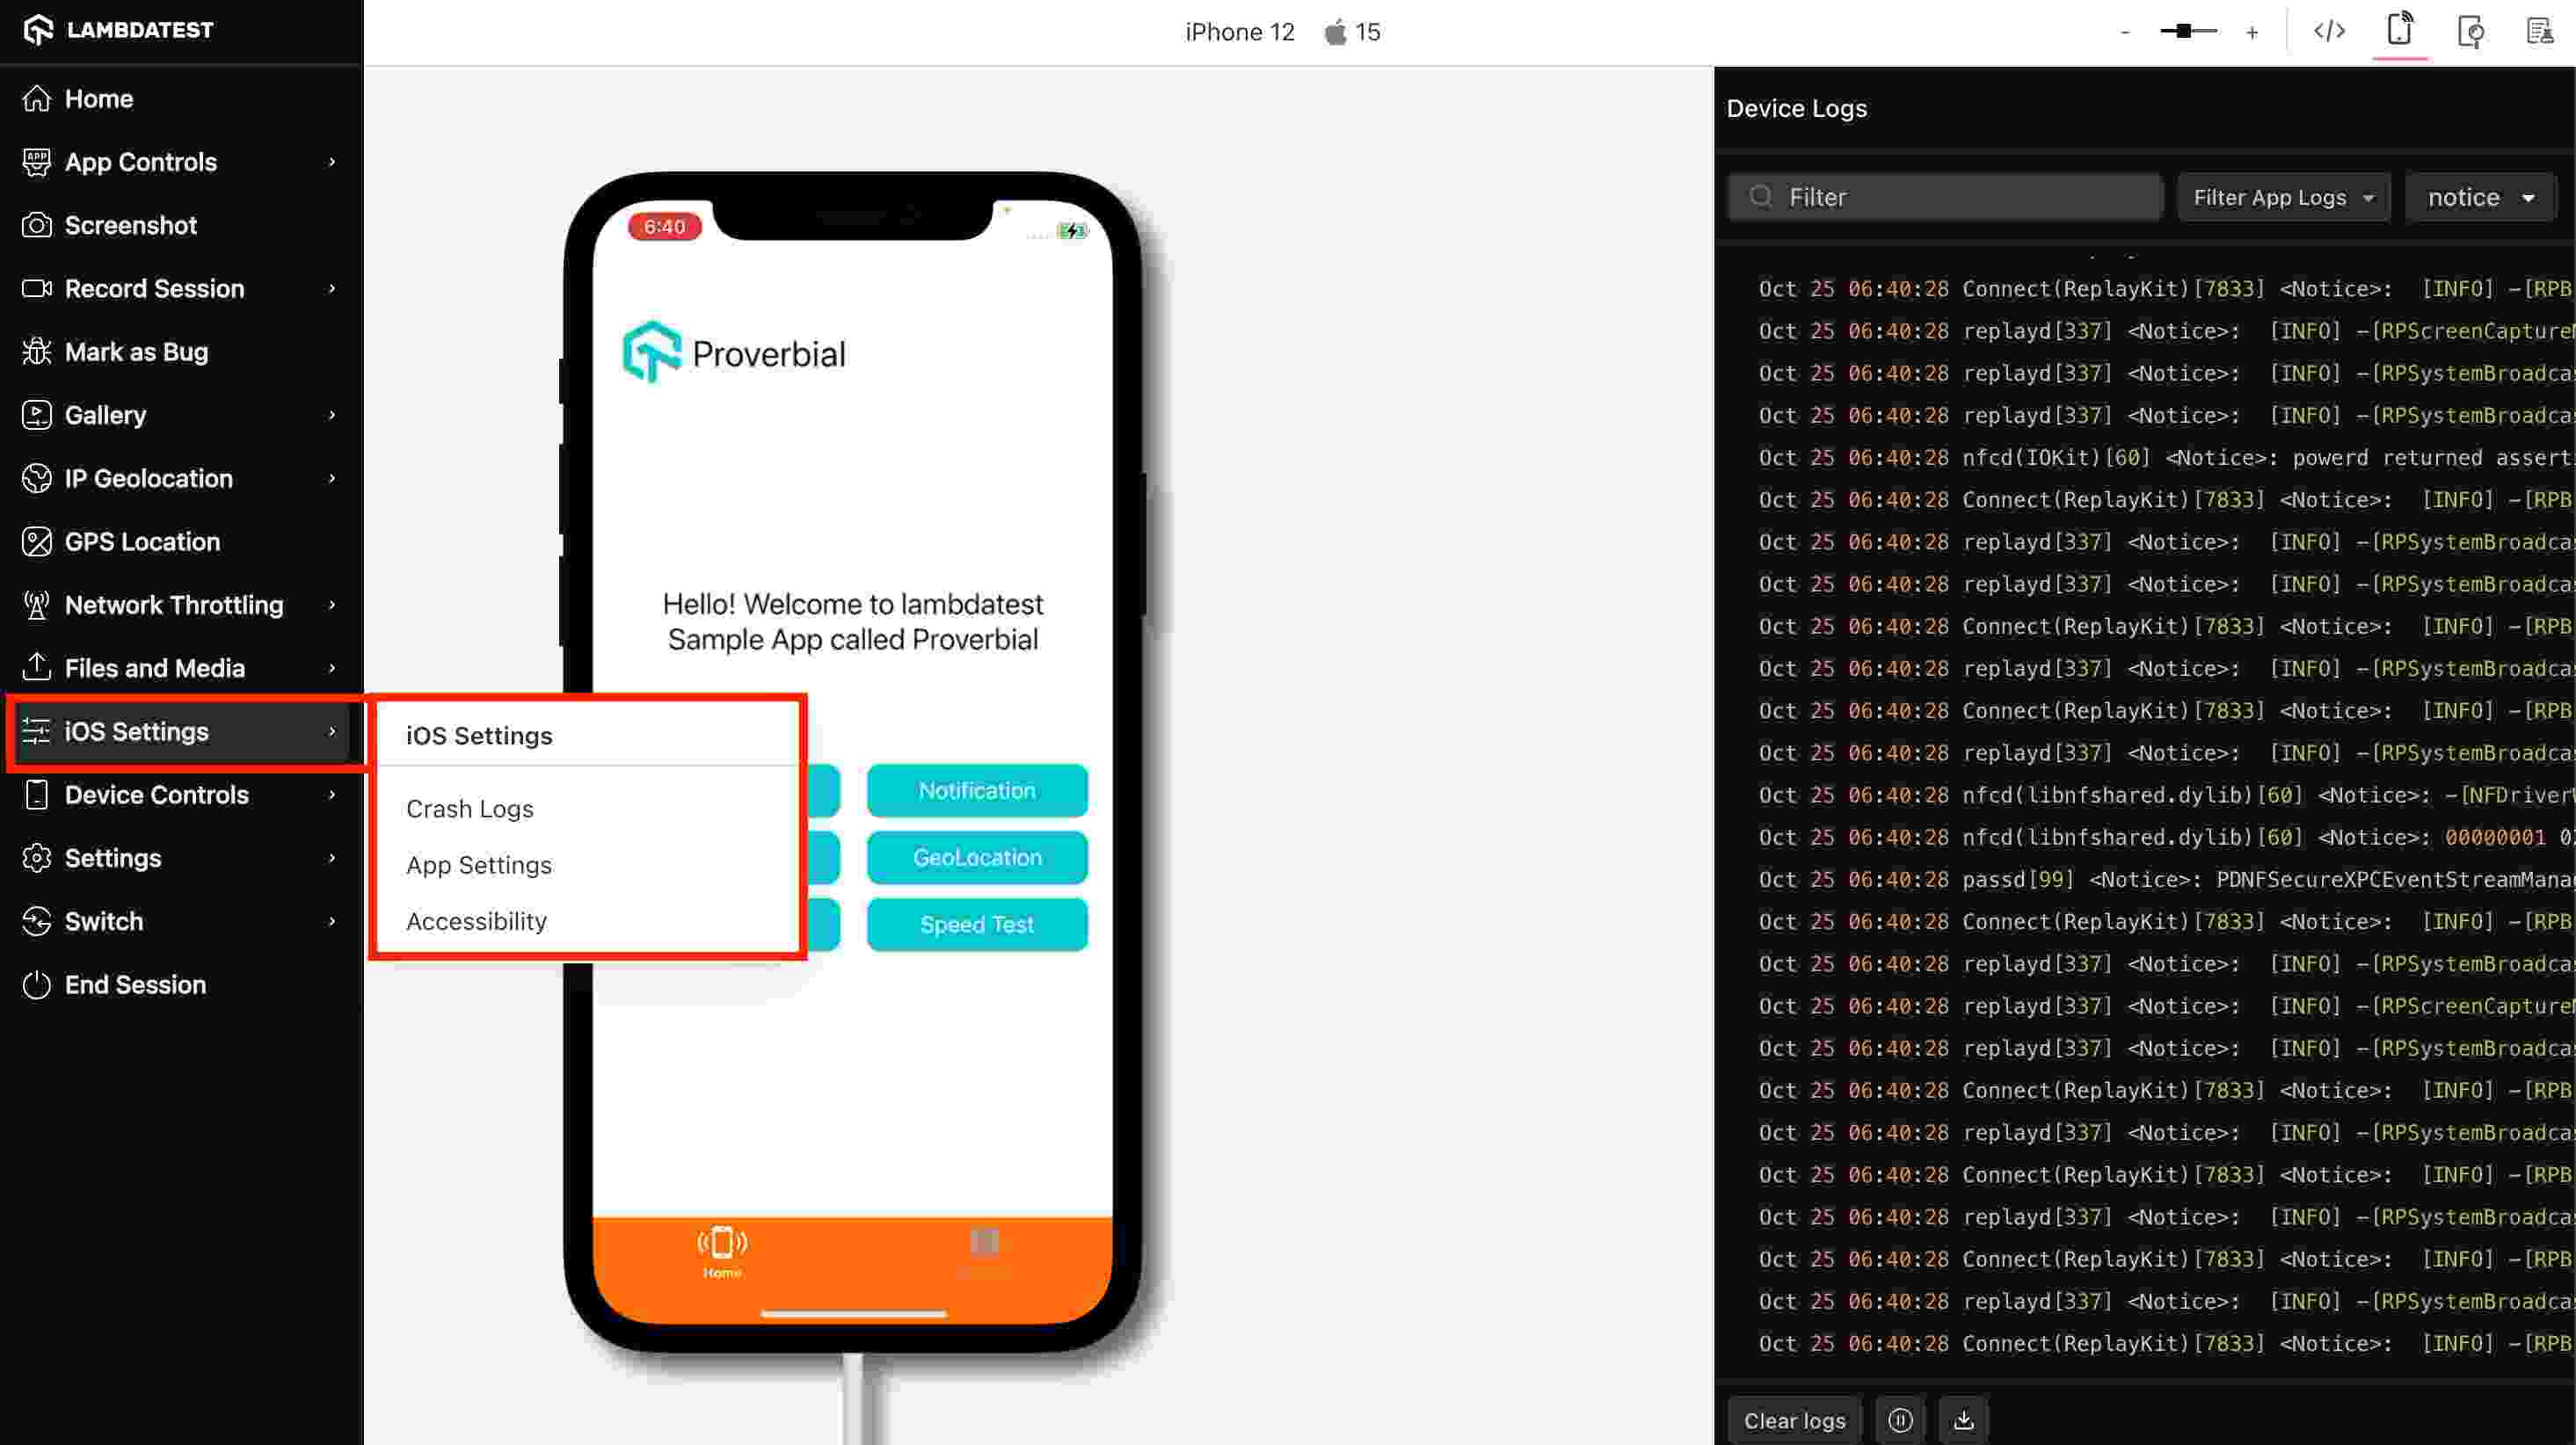 LAMBDATEST
iPhone 12 15
- +
</>
Home
APP
App Controls
Screenshot
Record Session
Mark as Bug
Gallery
IP Geolocation
GPS Location
Network Throttling
Files and Media
iOS Settings
Device Controls
Settings
Switch
End Session
6:40
Proverbial
Hello! Welcome to lambdatest
Sample App called Proverbial
iOS Settings
Crash Logs
App Settings
Accessibility
Notification
GeoLocation
Speed Test
Home
Device Logs
Filter
Filter App Logs
notice
Oct 25 06:40:28 Connect(ReplayKit)[7833] <Notice>: [INFO] -[RPB
Oct 25 06:40:28 replayd[337] <Notice>: [INFO] -[RPScreenCapture
Oct 25 06:40:28 replayd[337] <Notice>: [INFO] -[RPSystemBroadca
Oct 25 06:40:28 replayd[337] <Notice>: [INFO] -[RPSystemBroadca
Oct 25 06:40:28 nfcd(IOKit)[60] <Notice>: powerd returned assert
Oct 25 06:40:28 Connect(ReplayKit)[7833] <Notice>: [INFO] -[RPB
Oct 25 06:40:28 replayd[337] <Notice>: [INFO] -[RPSystemBroadca
Oct 25 06:40:28 replayd[337] <Notice>: [INFO] -[RPSystemBroadca
Oct 25 06:40:28 Connect(ReplayKit)[7833] <Notice>: [INFO] -[RPB
Oct 25 06:40:28 replayd[337] <Notice>: [INFO] -[RPSystemBroadca
Oct 25 06:40:28 Connect(ReplayKit)[7833] <Notice>: [INFO] -[RPB
Oct 25 06:40:28 replayd[337] <Notice>: [INFO] -[RPSystemBroadca
Oct 25 06:40:28 nfcd(libnfshared.dylib)[60] <Notice>: -[NFDriver
Oct 25 06:40:28 nfcd(libnfshared.dylib)[60] <Notice>: 00000001 0
Oct 25 06:40:28 passd[99] <Notice>: PDNFSecureXPCEventStreamMana
Oct 25 06:40:28 Connect(ReplayKit)[7833] <Notice>: [INFO] -[RPB
Oct 25 06:40:28 replayd[337] <Notice>: [INFO] -[RPSystemBroadca
Oct 25 06:40:28 replayd[337] <Notice>: [INFO] -[RPScreenCapture
Oct 25 06:40:28 replayd[337] <Notice>: [INFO] -[RPSystemBroadca
Oct 25 06:40:28 Connect(ReplayKit)[7833] <Notice>: [INFO] -[RPB
Oct 25 06:40:28 replayd[337] <Notice>: [INFO] -[RPSystemBroadca
Oct 25 06:40:28 Connect(ReplayKit)[7833] <Notice>: [INFO] -[RPB
Oct 25 06:40:28 replayd[337] <Notice>: [INFO] -[RPSystemBroadca
Oct 25 06:40:28 Connect(ReplayKit)[7833] <Notice>: [INFO] -[RPB
Oct 25 06:40:28 replayd[337] <Notice>: [INFO] -[RPSystemBroadca
Oct 25 06:40:28 Connect(ReplayKit)[7833] <Notice>: [INFO] -[RPB
Clear logs